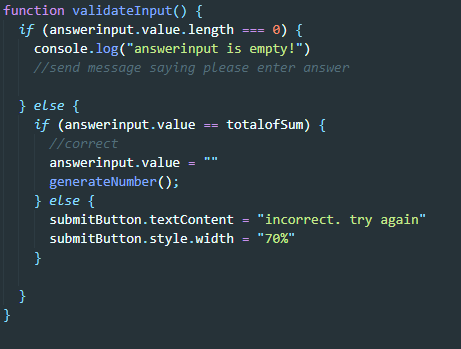 function validateInput() {
if (answerinput.value.length === 0) {
console.log("answerinput is empty!")
//send message saying please enter answer
} else {
if (answerinput.value == totalofSum) {
//correct
answerinput.value = ""
generateNumber();
} else {
submitButton.textContent = "incorrect. try again"
submitButton.style.width = "70%"
}
}
}